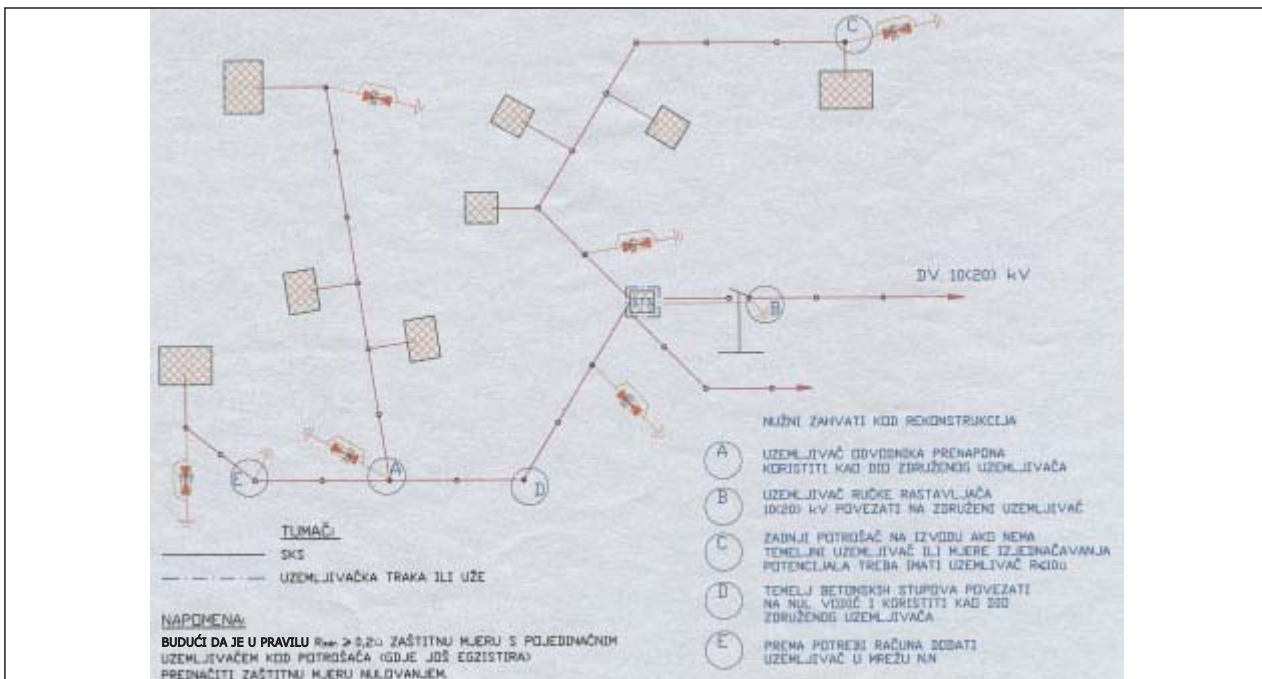 C
DV 10(20) kV
B
A
E
D
NUŽNI ZAHVATI KOD REKONSTRUKCIJA
A
UZEMLJIVAČ ODVODNIKA PRENAPONA
KORISTITI KAO DIO ZDRUŽENOG UZEMLJIVAČA
B
UZEMLJIVAČ RUČKE RASTAVLJAČA
10(20) kV POVEZATI NA ZDRUŽENI UZEMLJIVAČ
C
ZADNJI POTROŠAČ NA IZVODU AKO NEMA
TEMELJNI UZEMLJIVAČ ILI MJERE IZJEDNAČAVANJA
POTENCIJALA TREBA IMATI UZEMLIVAČ
D
TEMELJ BETONSKIH STUPOVA POVEZATI
NA NUL VODIČ I KORISTITI KAO DIO
ZDRUŽENOG UZEMLJIVAČA
E
PREMA POTREBI RAČUNA DODATI
UZEMLJIVAČ U MREŽU N.N
TUMAČ:
SKS
UZEMLJIVAČKA TRAKA ILI UŽE
NAPOMENA:
BUDUĆI DA JE U PRAVILU ≥ 0,2Ω ZAŠTITNU MJERU S POJEDINAČNIM
UZEMLJIVAČEM KOD POTROŠAČA (GDJE JOŠ EGZISTIRA)
PREINAČITI ZAŠTITNU MJERU NULOVANJEM.